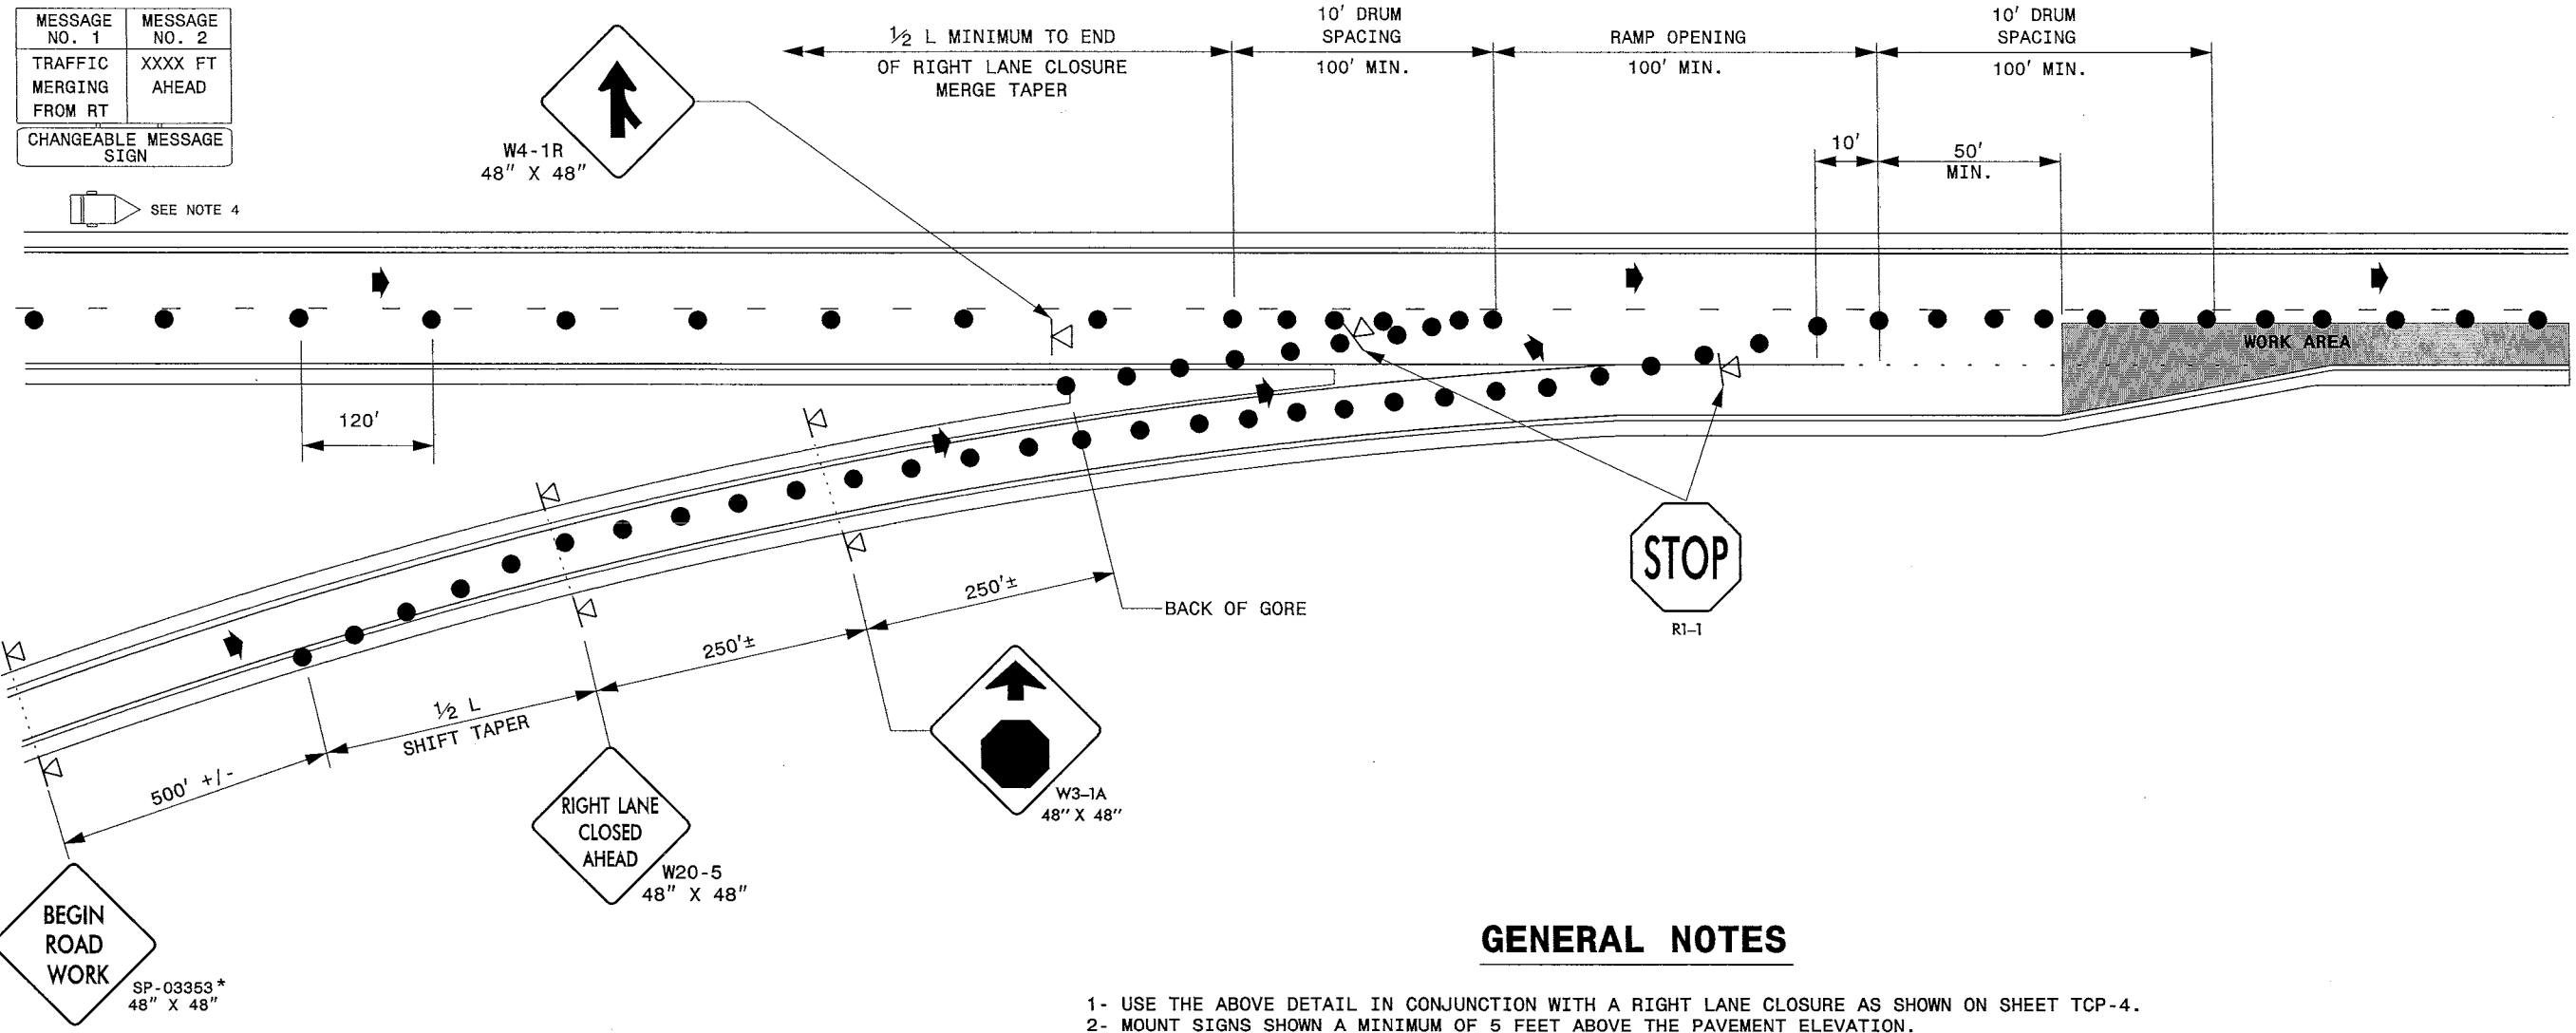 MESSAGE NO. 1
MESSAGE NO. 2
TRAFFIC MERGING FROM RT
XXXX FT AHEAD
CHANGEABLE MESSAGE SIGN
SEE NOTE 4
W4-1R
48" X 48"
½ L MINIMUM TO END
OF RIGHT LANE CLOSURE
MERGE TAPER
10' DRUM
SPACING
100' MIN.
RAMP OPENING
100' MIN.
10' DRUM
SPACING
100' MIN.
10'
50'
MIN.
WORK AREA
120'
250'±
BACK OF GORE
250'±
½ L
SHIFT TAPER
500' +/-
STOP
R1-1
W3-1A
48" X 48"
RIGHT LANE
CLOSED
AHEAD
W20-5
48" X 48"
BEGIN
ROAD
WORK
SP-03353*
48" X 48"
GENERAL NOTES
1- USE THE ABOVE DETAIL IN CONJUNCTION WITH A RIGHT LANE CLOSURE AS SHOWN ON SHEET TCP-4.
2- MOUNT SIGNS SHOWN A MINIMUM OF 5 FEET ABOVE THE PAVEMENT ELEVATION.